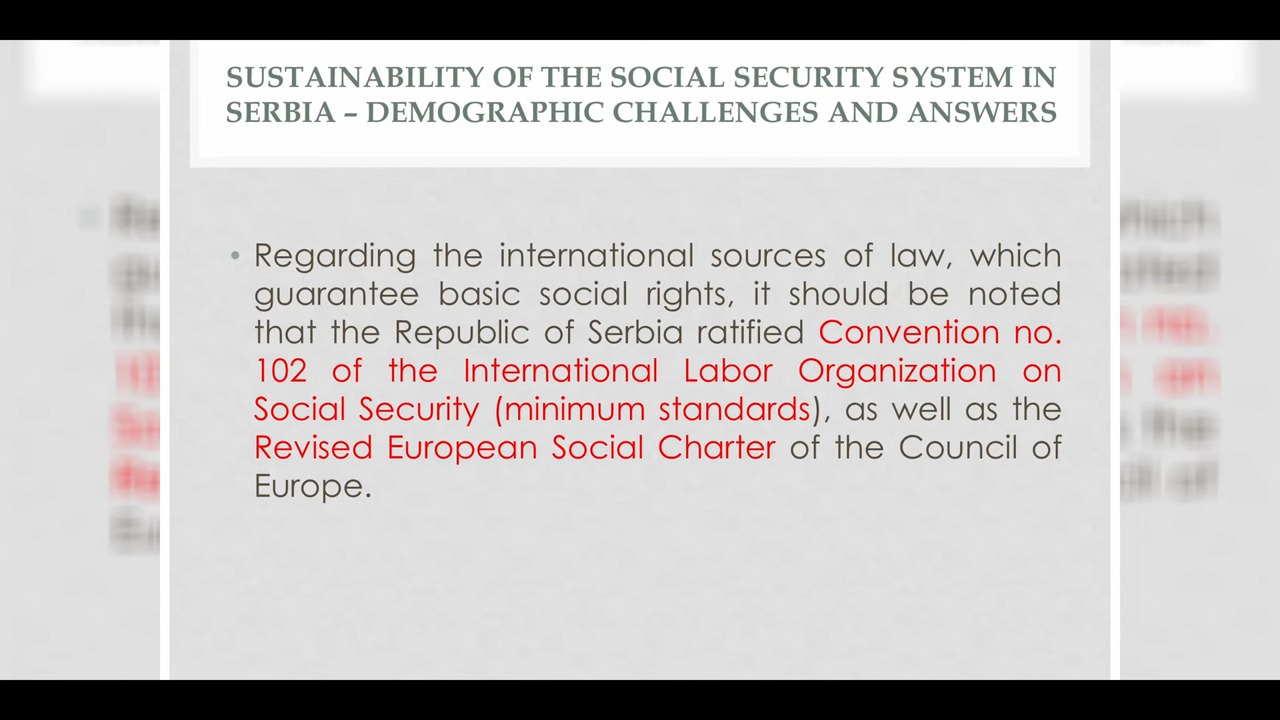 SUSTAINABILITY OF THE SOCIAL SECURITY SYSTEM IN
SERBIA – DEMOGRAPHIC CHALLENGES AND ANSWERS
• Regarding the international sources of law, which
guarantee basic social rights, it should be noted
that the Republic of Serbia ratified Convention no.
102 of the International Labor Organization on
Social Security (minimum standards), as well as the
Revised European Social Charter of the Council of
Europe.